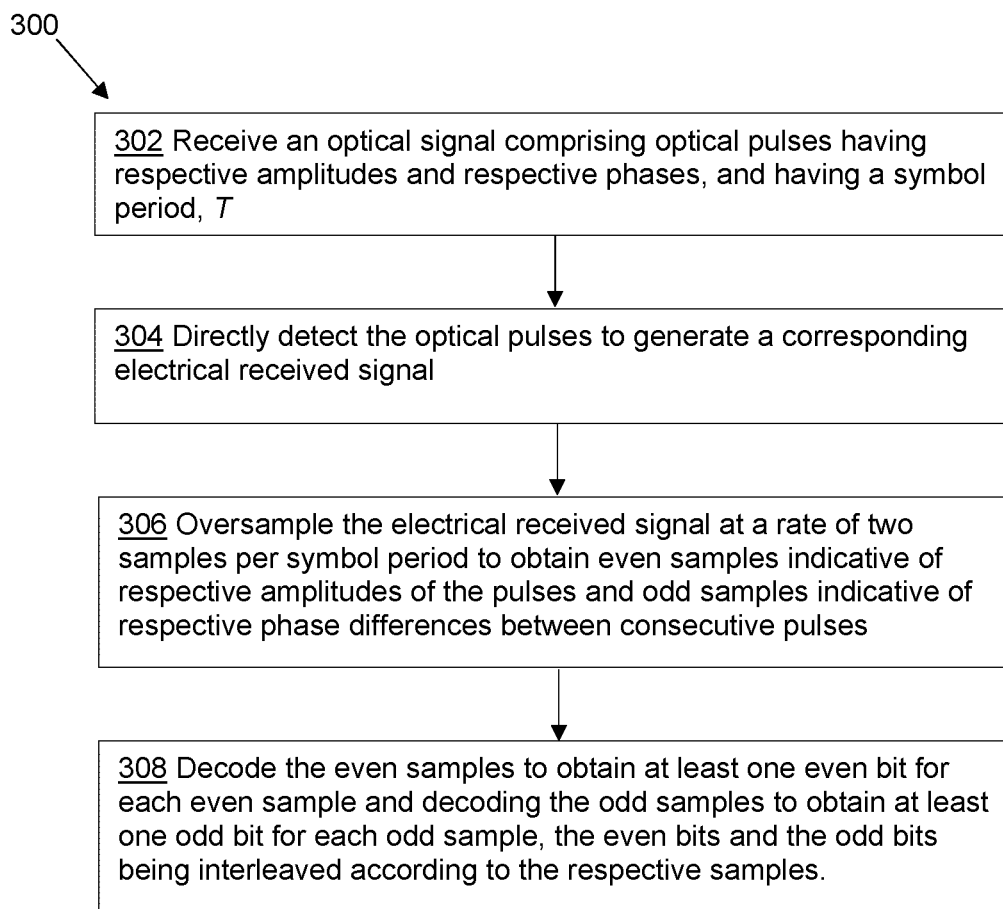 300
302 Receive an optical signal comprising optical pulses having
respective amplitudes and respective phases, and having a symbol
period, T
304 Directly detect the optical pulses to generate a corresponding
electrical received signal
306 Oversample the electrical received signal at a rate of two
samples per symbol period to obtain even samples indicative of
respective amplitudes of the pulses and odd samples indicative of
respective phase differences between consecutive pulses
308 Decode the even samples to obtain at least one even bit for
each even sample and decoding the odd samples to obtain at least
one odd bit for each odd sample, the even bits and the odd bits
being interleaved according to the respective samples.